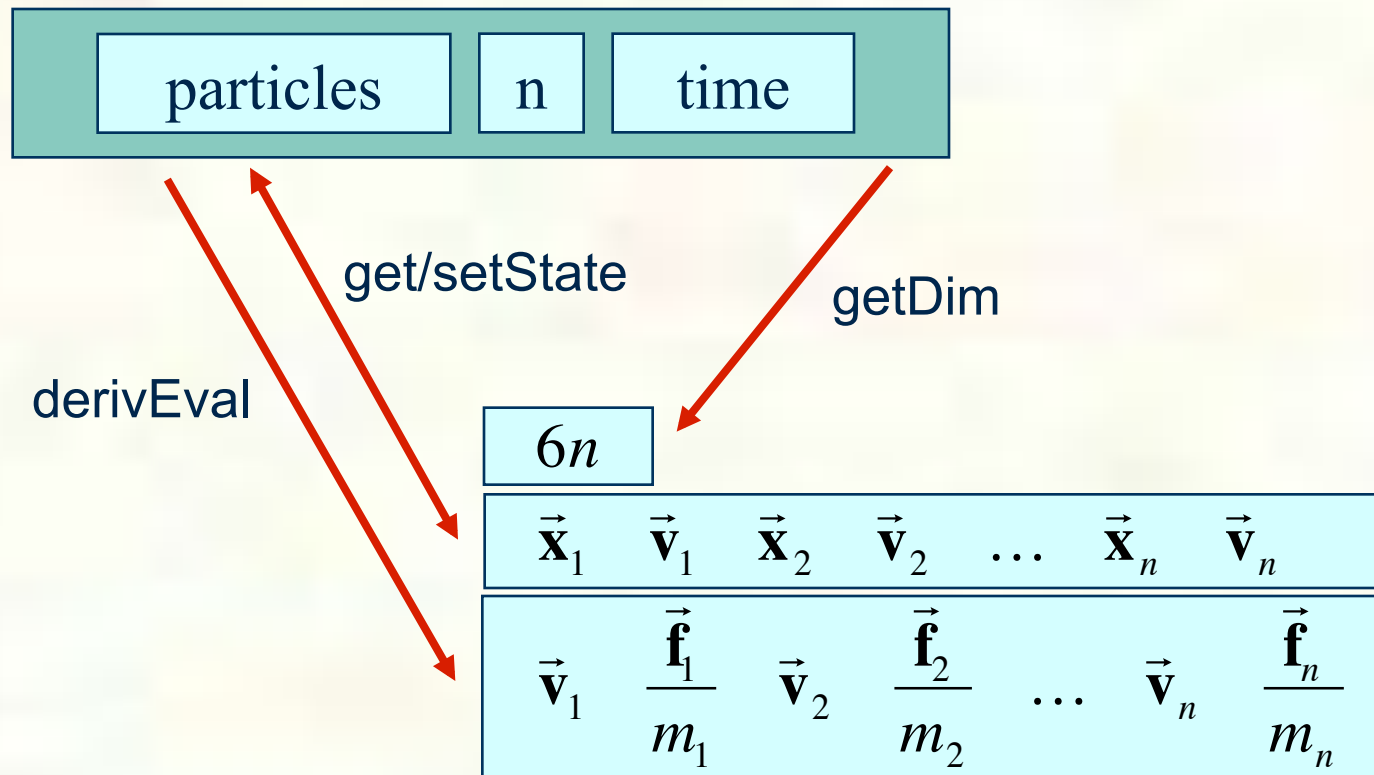 particles n time
get/setState
getDim
derivEval
6n
x⃗₁ v⃗₁ x⃗₂ v⃗₂ … x⃗ₙ v⃗ₙ
v⃗₁ f⃗₁/m₁ v⃗₂ f⃗₂/m₂ … v⃗ₙ f⃗ₙ/mₙ